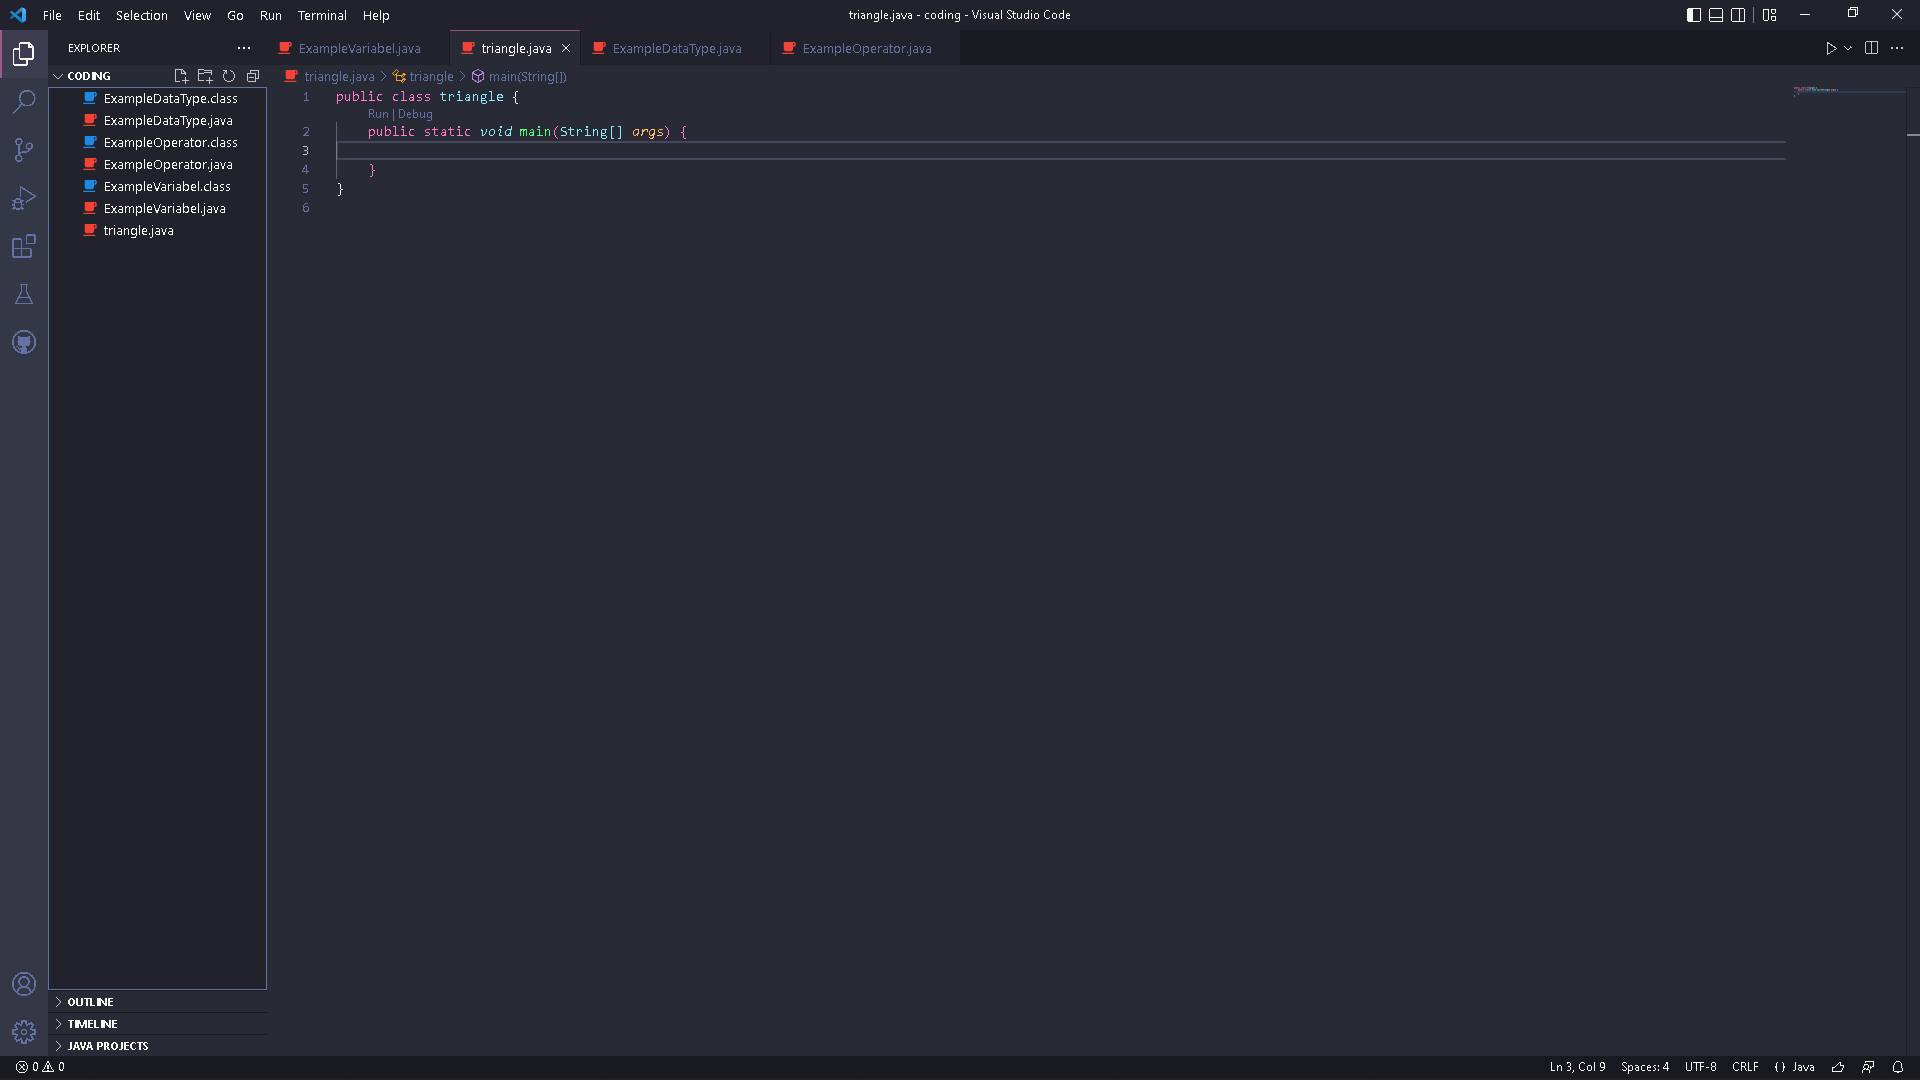 File Edit Selection View Go Run Terminal Help
triangle.java - coding - Visual Studio Code
EXPLORER
ExampleVariabel.java
triangle.java
ExampleDataType.java
ExampleOperator.java
CODING
ExampleDataType.class
ExampleDataType.java
ExampleOperator.class
ExampleOperator.java
ExampleVariabel.class
ExampleVariabel.java
triangle.java
triangle.java > triangle > main(String[])
1 public class triangle {
Run | Debug
2 public static void main(String[] args) {
3
4 }
5 }
6
OUTLINE
TIMELINE
JAVA PROJECTS
0 0
Ln 3, Col 9 Spaces: 4 UTF-8 CRLF {} Java